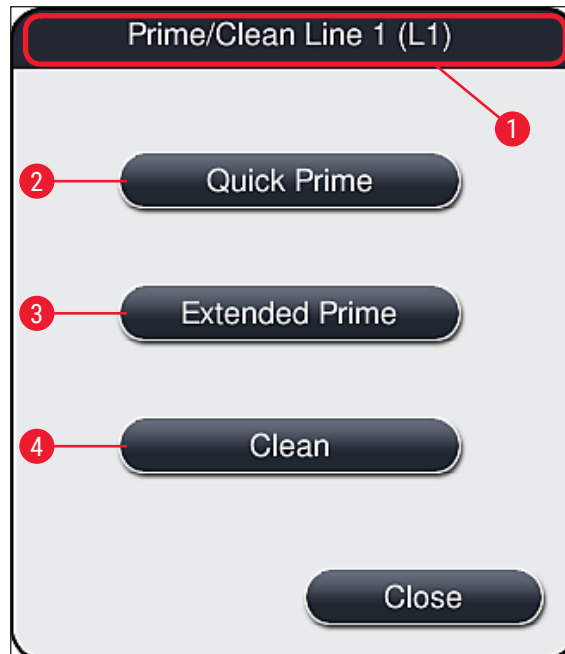 Prime/Clean Line 1 (L1)
1
2 Quick Prime
3 Extended Prime
4 Clean
Close